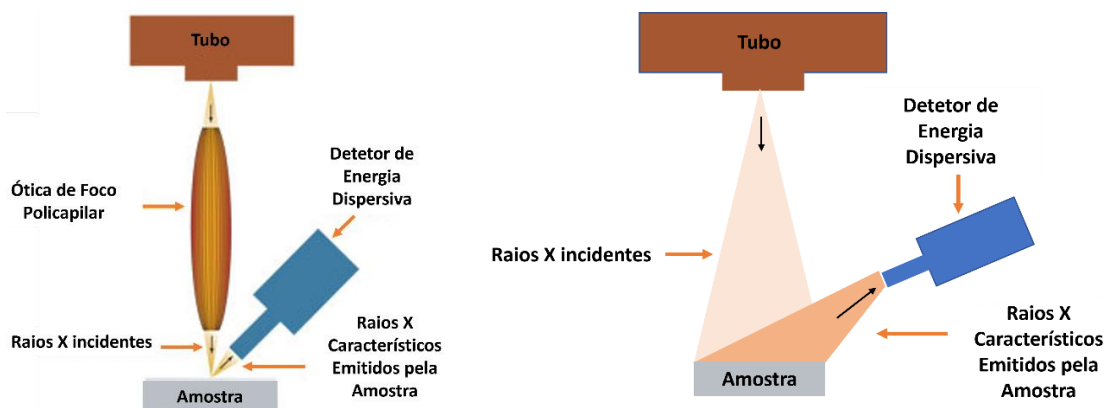 Tubo
Ótica de Foco
Policapilar
Detetor de
Energia
Dispersiva
Raios X incidentes
Raios X
Característicos
Emitidos pela
Amostra
Amostra
Tubo
Detetor de
Energia
Dispersiva
Raios X incidentes
Raios X
Característicos
Emitidos pela
Amostra
Amostra